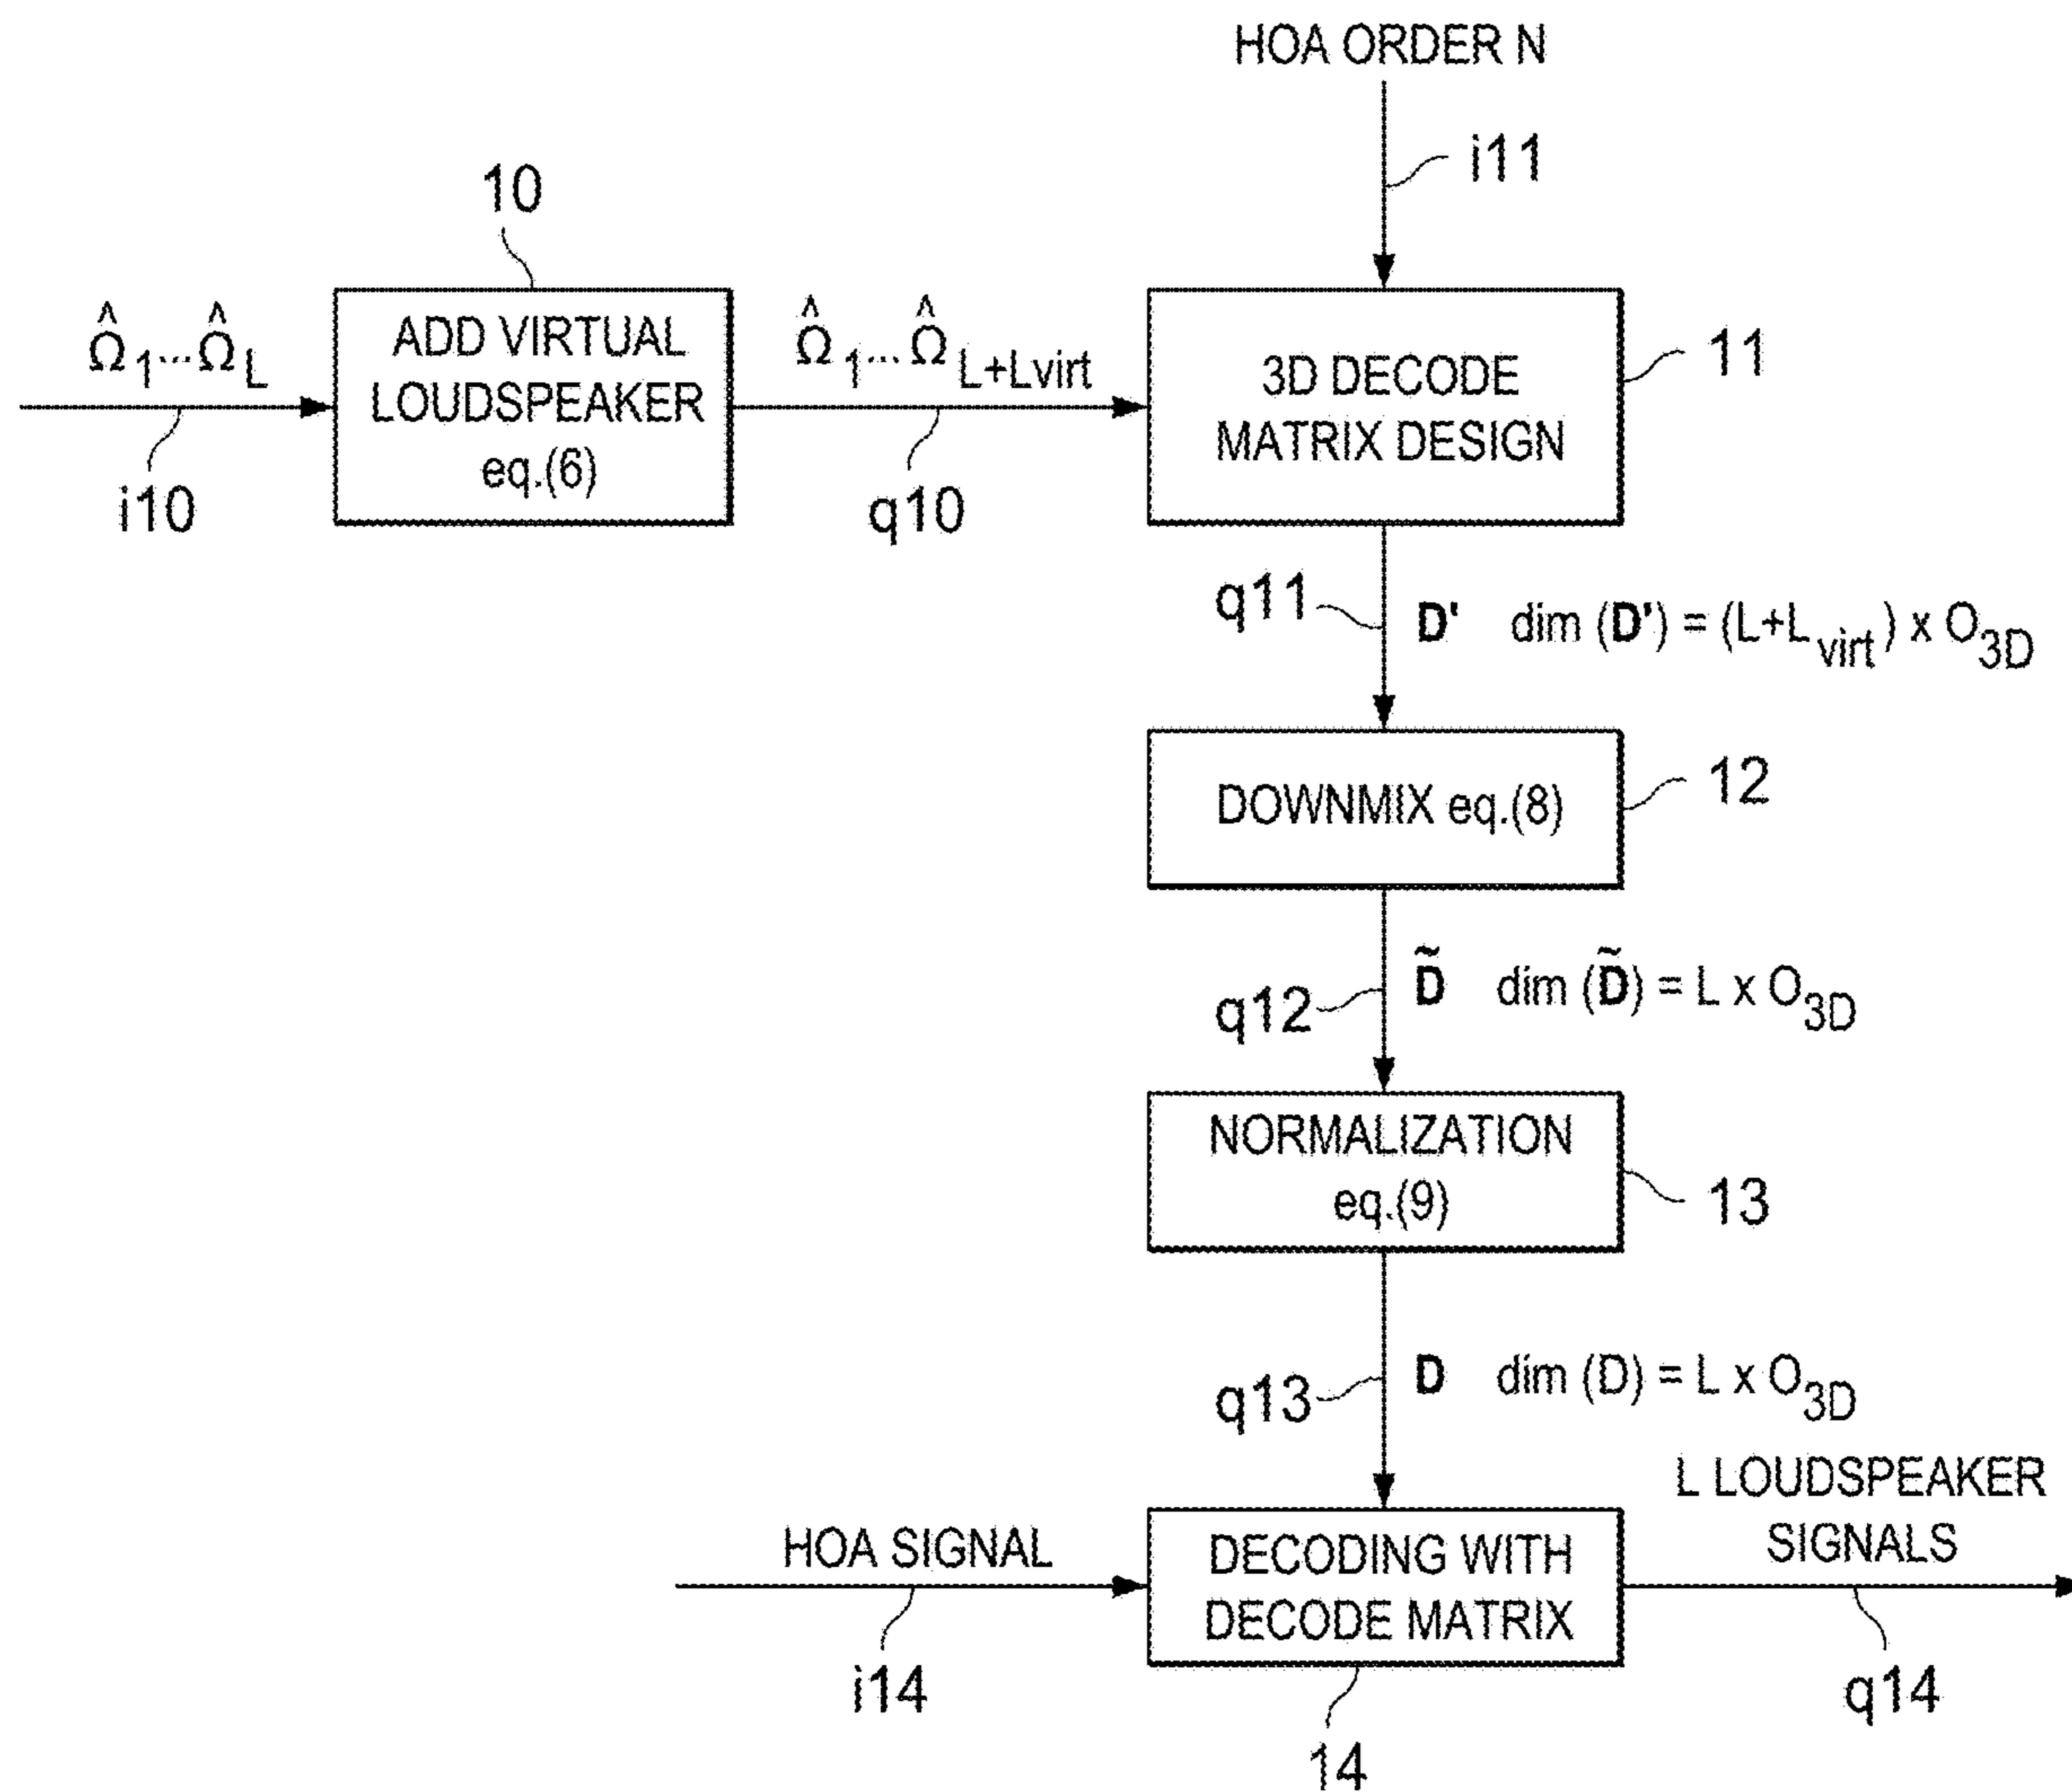 HOA ORDER N
i11
10
Ω̂1...Ω̂L
i10
ADD VIRTUAL
LOUDSPEAKER
eq.(6)
Ω̂1...Ω̂L+Lvirt
q10
3D DECODE
MATRIX DESIGN
11
q11
D' dim (D') = (L+Lvirt) x O3D
DOWNMIX eq.(8)
12
q12
D̃ dim (D̃) = L x O3D
NORMALIZATION
eq.(9)
13
q13
D dim (D) = L x O3D
HOA SIGNAL
i14
DECODING WITH
DECODE MATRIX
14
L LOUDSPEAKER
SIGNALS
q14